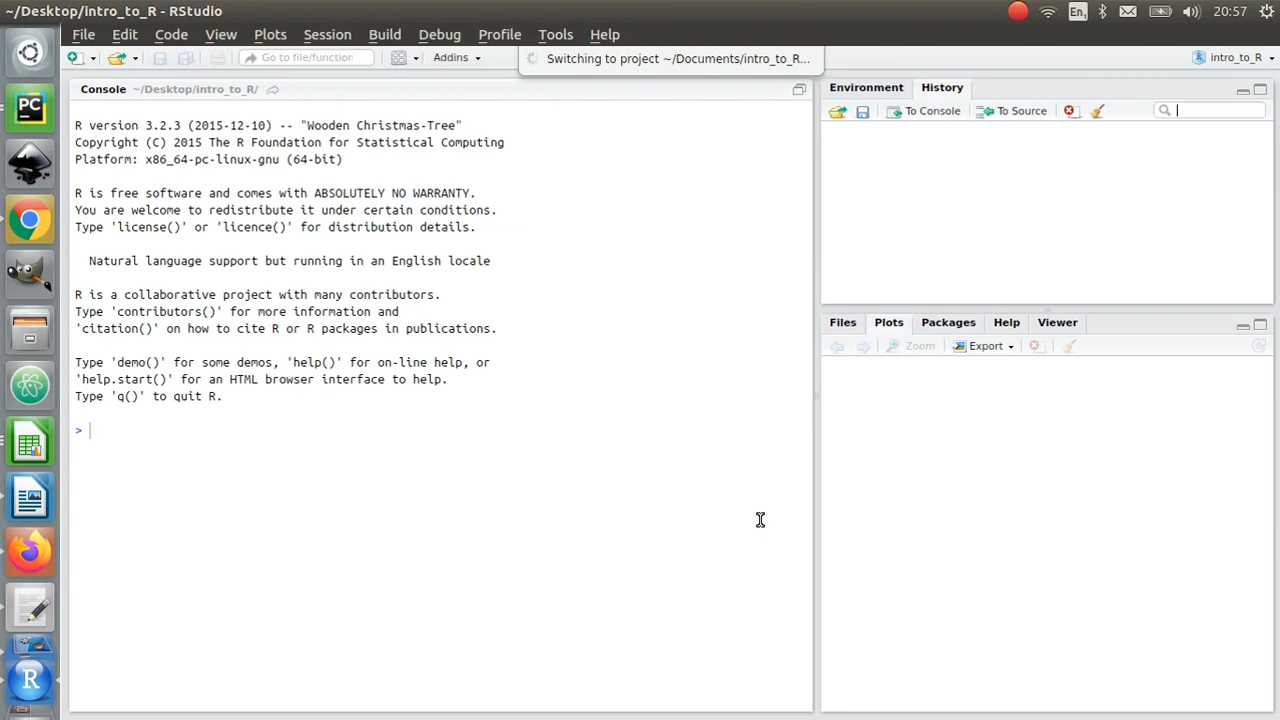 ~/Desktop/intro_to_R - RStudio
En1
20:57
File Edit Code View Plots Session Build Debug Profile Tools Help
Go to file/function
Addins
Switching to project ~/Documents/intro_to_R...
intro_to_R
Console ~/Desktop/intro_to_R/
R version 3.2.3 (2015-12-10) -- "Wooden Christmas-Tree"
Copyright (C) 2015 The R Foundation for Statistical Computing
Platform: x86_64-pc-linux-gnu (64-bit)
R is free software and comes with ABSOLUTELY NO WARRANTY.
You are welcome to redistribute it under certain conditions.
Type 'license()' or 'licence()' for distribution details.
Natural language support but running in an English locale
R is a collaborative project with many contributors.
Type 'contributors()' for more information and
'citation()' on how to cite R or R packages in publications.
Type 'demo()' for some demos, 'help()' for on-line help, or
'help.start()' for an HTML browser interface to help.
Type 'q()' to quit R.
>
Environment History
To Console To Source
Files Plots Packages Help Viewer
Zoom Export
PC
R